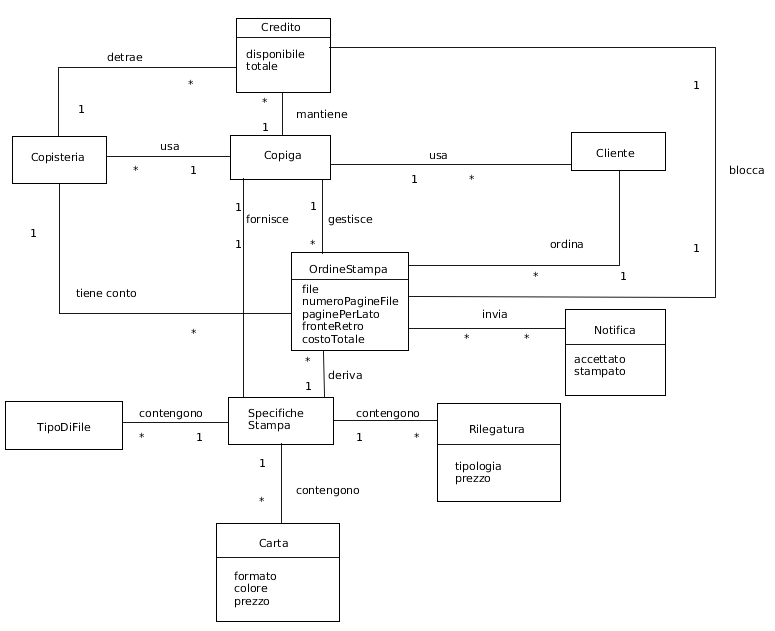 Credito
disponibile
totale
detrae
*
1
*
1
mantiene
1
blocca
1
Copisteria
usa
*
1
Copiga
usa
1
*
Cliente
1
fornisce
1
1
gestisce
*
1
tiene conto
*
ordina
*
1
OrdineStampa
file
numeroPagineFile
paginePerLato
fronteRetro
costoTotale
invia
*
*
Notifica
accettato
stampato
*
1
deriva
TipoDiFile
contengono
*
1
Specifiche
Stampa
contengono
1
*
Rilegatura
tipologia
prezzo
1
*
contengono
Carta
formato
colore
prezzo